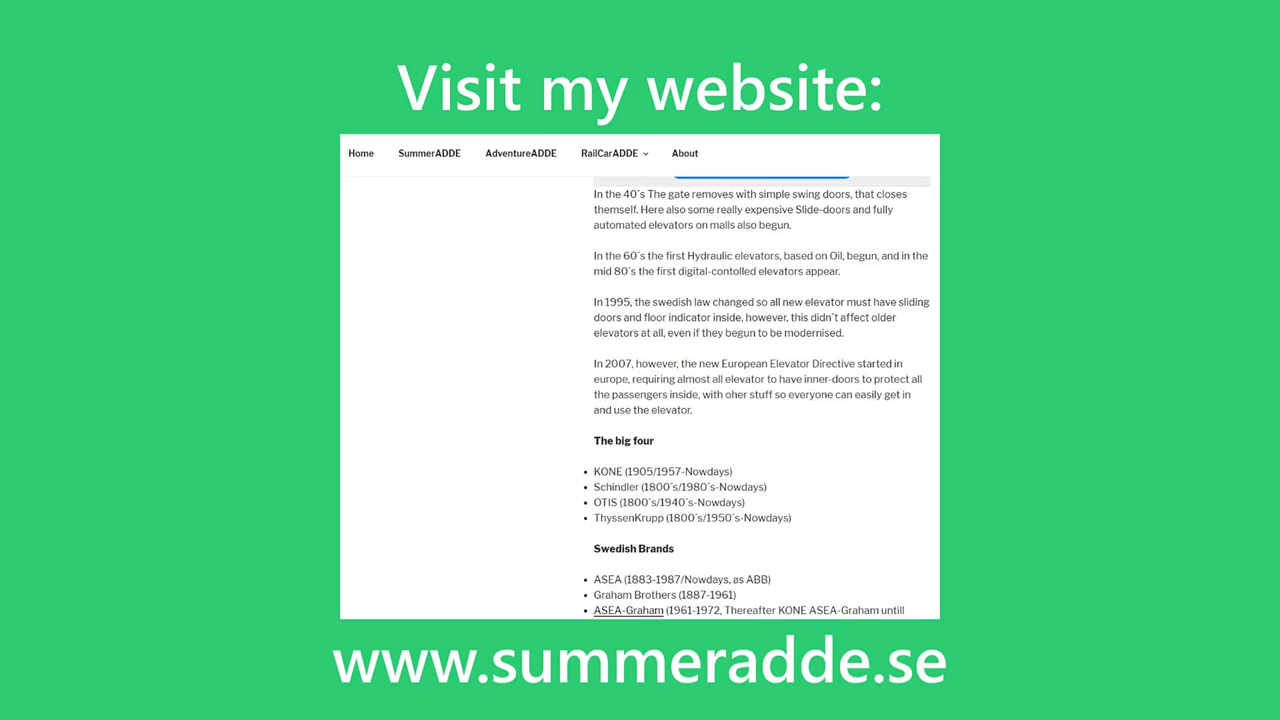 Visit my website:
Home SummerADDE AdventureADDE RailCarADDE About
In the 40´s The gate removes with simple swing doors, that closes
themself. Here also some really expensive Slide-doors and fully
automated elevators on malls also begun.
In the 60´s the first Hydraulic elevators, based on Oil, begun, and in the
mid 80´s the first digital-contolled elevators appear.
In 1995, the swedish law changed so all new elevator must have sliding
doors and floor indicator inside, however, this didn´t affect older
elevators at all, even if they begun to be modernised.
In 2007, however, the new European Elevator Directive started in
europe, requiring almost all elevator to have inner-doors to protect all
the passengers inside, with oher stuff so everyone can easily get in
and use the elevator.
The big four
• KONE (1905/1957-Nowdays)
• Schindler (1800´s/1980´s-Nowdays)
• OTIS (1800´s/1940´s-Nowdays)
• ThyssenKrupp (1800´s/1950´s-Nowdays)
Swedish Brands
• ASEA (1883-1987/Nowdays, as ABB)
• Graham Brothers (1887-1961)
• ASEA-Graham (1961-1972, Thereafter KONE ASEA-Graham untill
www.summeradde.se